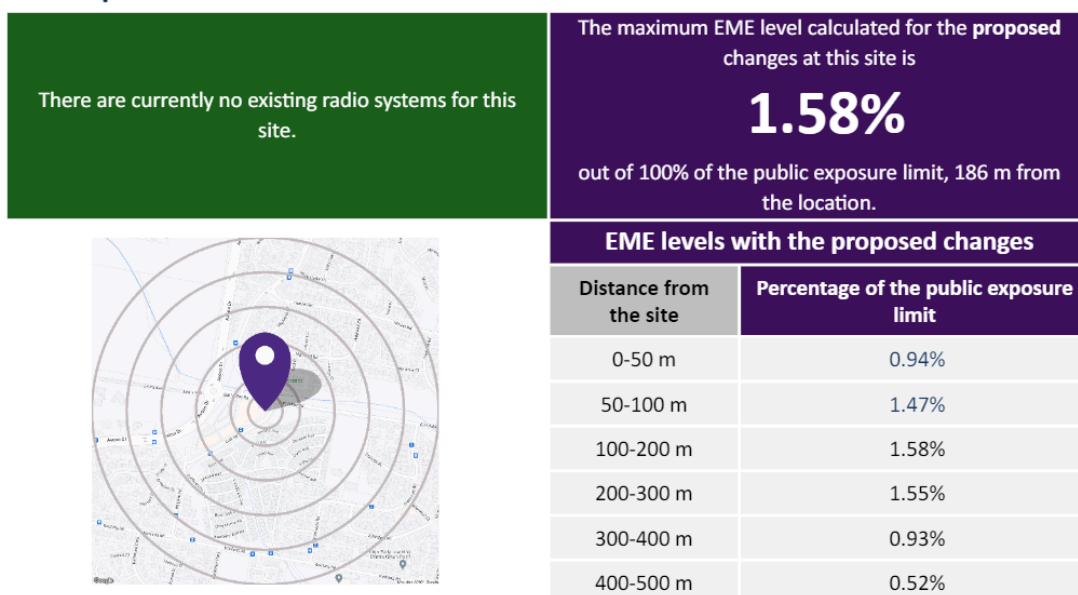 There are currently no existing radio systems for this
site.
The maximum EME level calculated for the proposed
changes at this site is
1.58%
out of 100% of the public exposure limit, 186 m from
the location.
EME levels with the proposed changes
Distance from
the site
Percentage of the public exposure
limit
0-50 m
0.94%
50-100 m
1.47%
100-200 m
1.58%
200-300 m
1.55%
300-400 m
0.93%
400-500 m
0.52%
Google